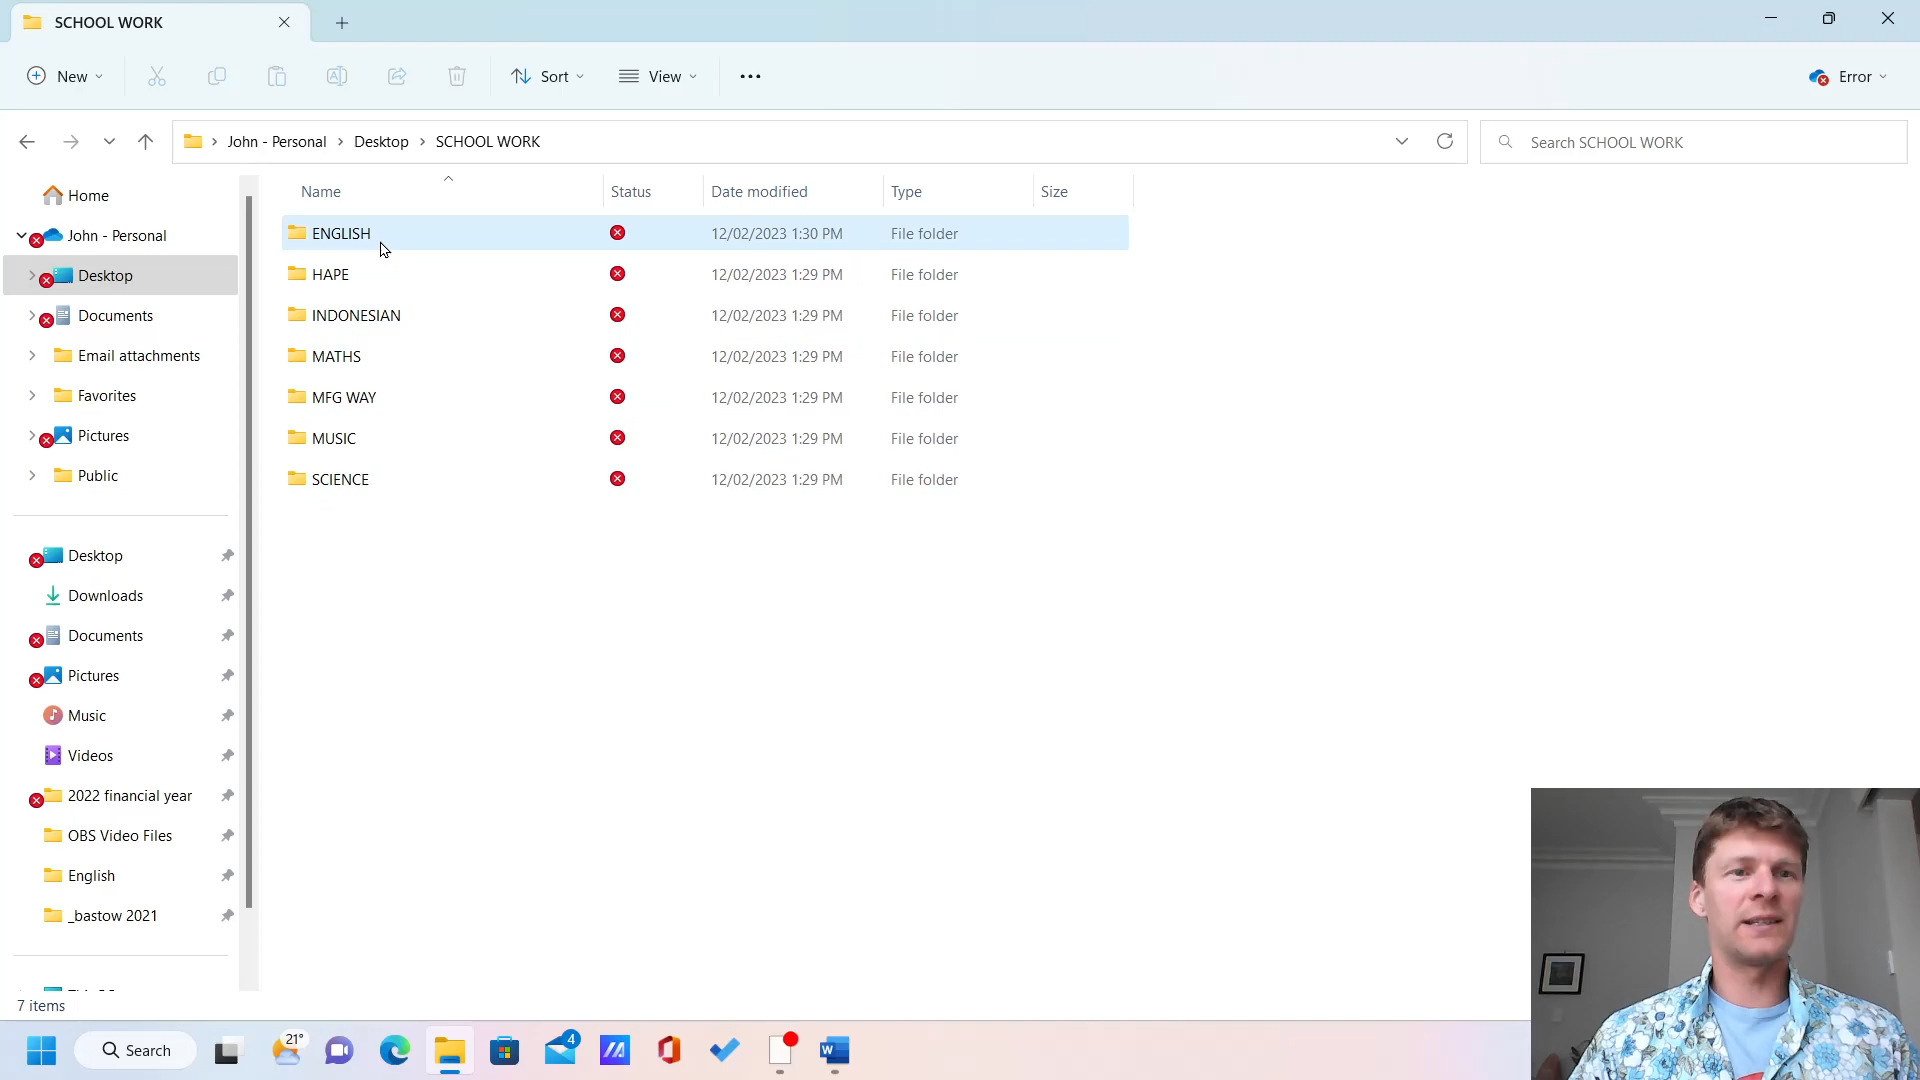 SCHOOL WORK
New
Sort
View
Error
John - Personal > Desktop > SCHOOL WORK
Search SCHOOL WORK
Home
John - Personal
Desktop
Documents
Email attachments
Favorites
Pictures
Public
Desktop
Downloads
Documents
Pictures
Music
Videos
2022 financial year
OBS Video Files
English
_bastow 2021
Name Status Date modified Type Size
ENGLISH 12/02/2023 1:30 PM File folder
HAPE 12/02/2023 1:29 PM File folder
INDONESIAN 12/02/2023 1:29 PM File folder
MATHS 12/02/2023 1:29 PM File folder
MFG WAY 12/02/2023 1:29 PM File folder
MUSIC 12/02/2023 1:29 PM File folder
SCIENCE 12/02/2023 1:29 PM File folder
7 items
Search
21°
4
W